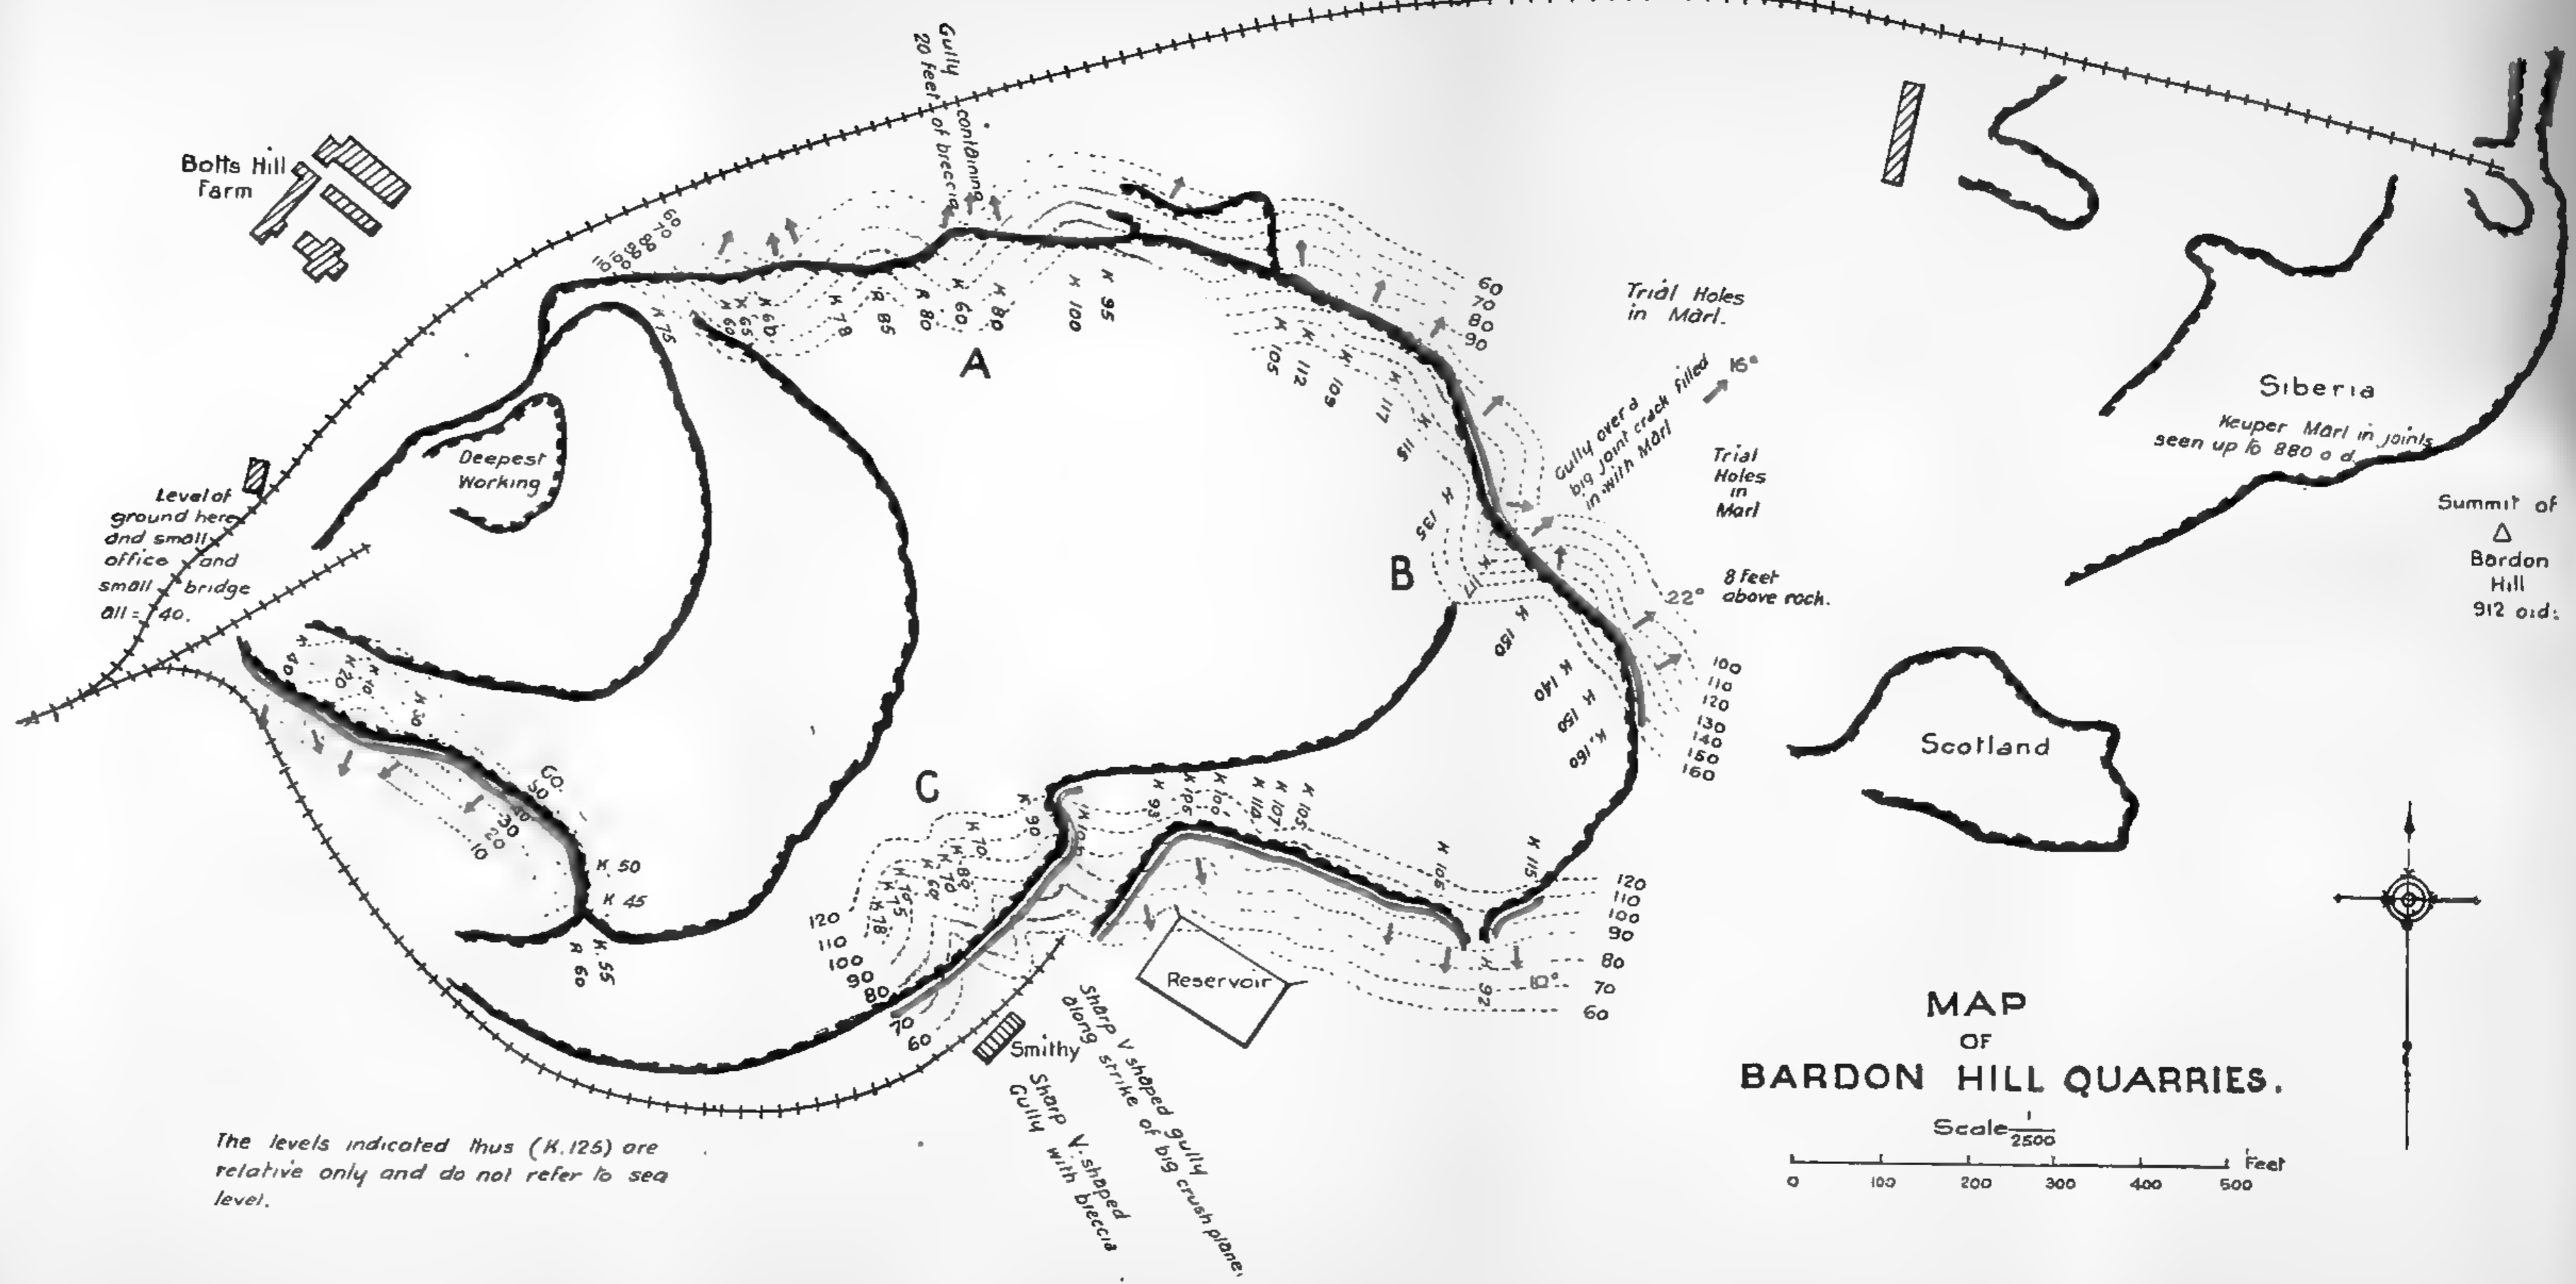 Gully containing
20 feet of breccia
Botts Hill
Farm
60
70
80
90
100
110
K 75
K 60
K 65
K 60
K 78
R 85
R 80
K 60
K 80
K 100
K 95
A
60
70
80
90
K 105
K 112
K 109
K 117
K 115
K 135
K 117
B
Trial Holes
in Marl.
16°
Gully over a
big joint crack filled
in with Marl
Trial
Holes
in
Marl
22°
8 Feet
above rock.
K 150
K 140
K 150
K. 160
100
110
120
130
140
150
160
Siberia
Keuper Marl in joints
seen up to 880 o d.
Summit of
Bardon
Hill
912 o.d.
Scotland
Deepest
Working
Level of
ground here
and small
office and
small bridge
all = 40.
K 40
K 20
K 10
K 30
60.
50
40
30
20
10
K 50
K 45
R 60
K. 55
C
K 90
K 70
K 80
K 70
K 69
K 75
K 78
120
110
100
90
80
70
60
K 93
K 105
K 100
K 110
K 107
K 105
K 106
K 115
K 92
10°
120
110
100
90
80
70
60
Reservoir
Smithy
Sharp V shaped gully
along strike of big crush plane.
Sharp V. shaped
Gully with breccia
MAP
OF
BARDON HILL QUARRIES.
Scale 1/2500
Feet
0 100 200 300 400 500
The levels indicated thus (K.125) are
relative only and do not refer to sea
level.